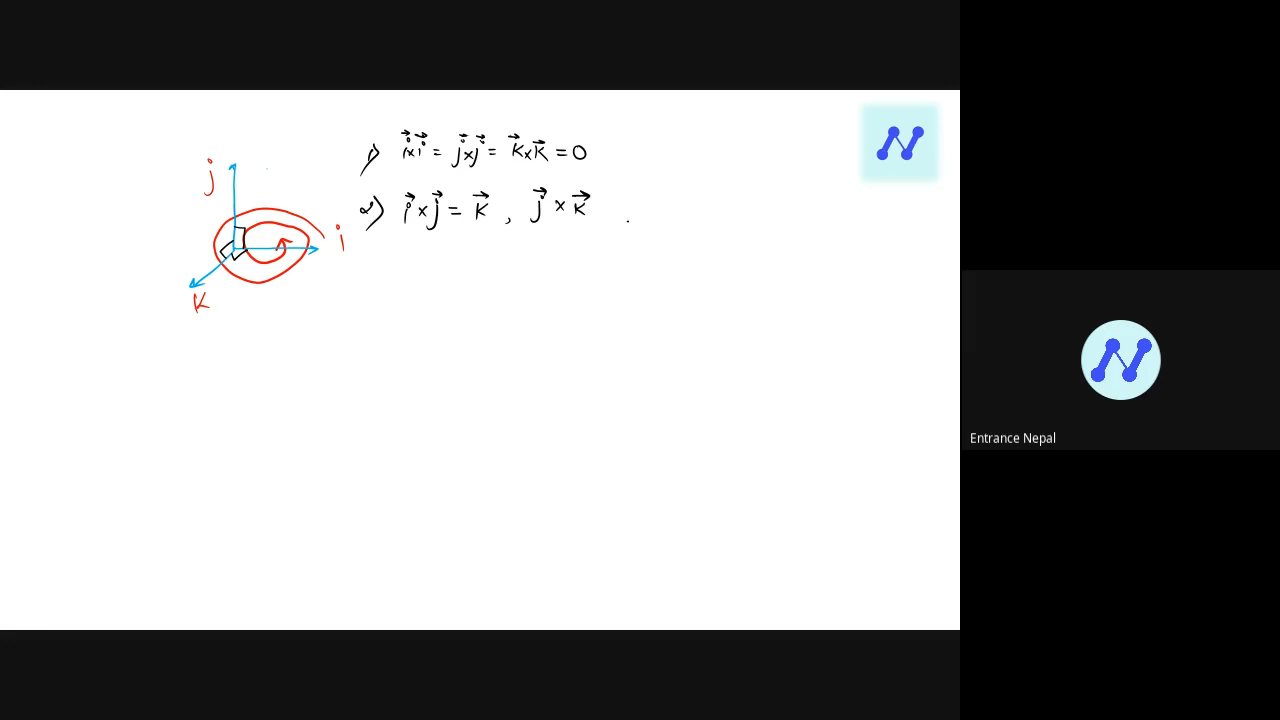 1) i⃗×i⃗ = j⃗×j⃗ = k⃗×k⃗ = 0
2) i⃗×j⃗ = k⃗ , j⃗×k⃗ .
j
i
k
Entrance Nepal